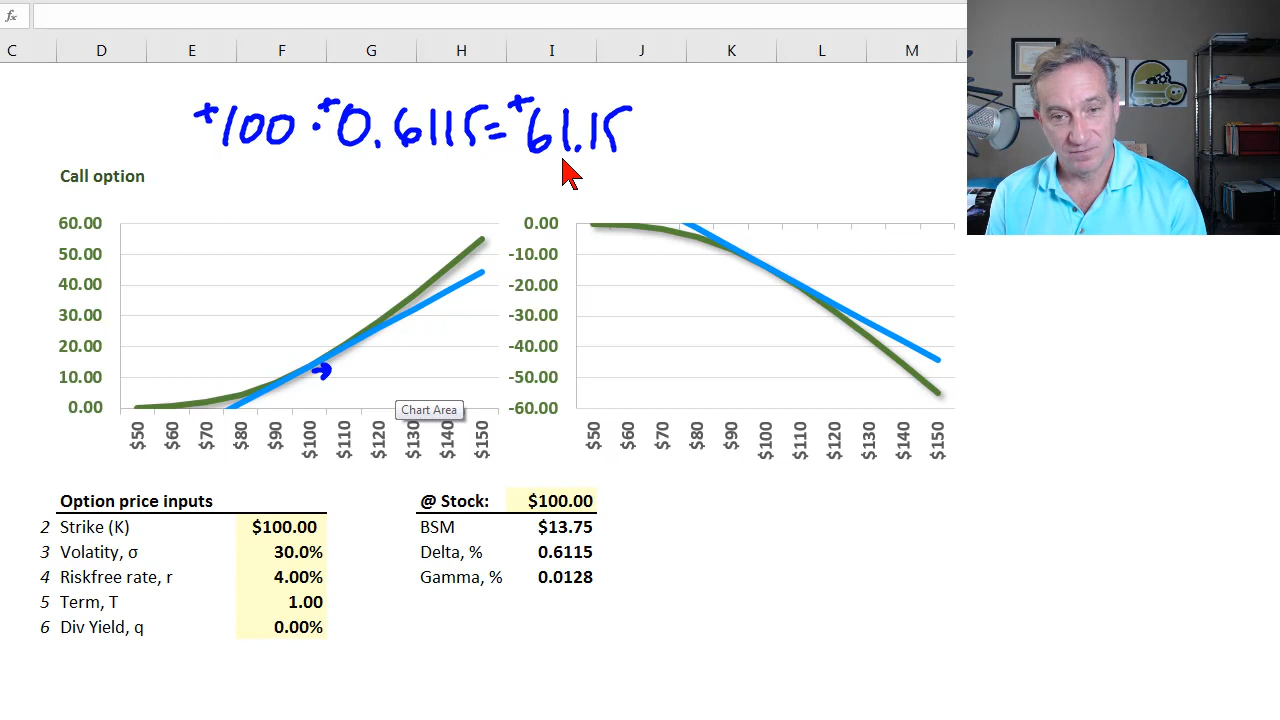 fx
C D E F G H I J K L M
+100 · +0.6115 = +61.15
Call option
60.00
50.00
40.00
30.00
20.00
10.00
0.00
$50 $60 $70 $80 $90 $100 $110 $120 $130 $140 $150
Chart Area
0.00
-10.00
-20.00
-30.00
-40.00
-50.00
-60.00
$50 $60 $70 $80 $90 $100 $110 $120 $130 $140 $150
Option price inputs
2 Strike (K) $100.00
3 Volatity, σ 30.0%
4 Riskfree rate, r 4.00%
5 Term, T 1.00
6 Div Yield, q 0.00%
@ Stock: $100.00
BSM $13.75
Delta, % 0.6115
Gamma, % 0.0128